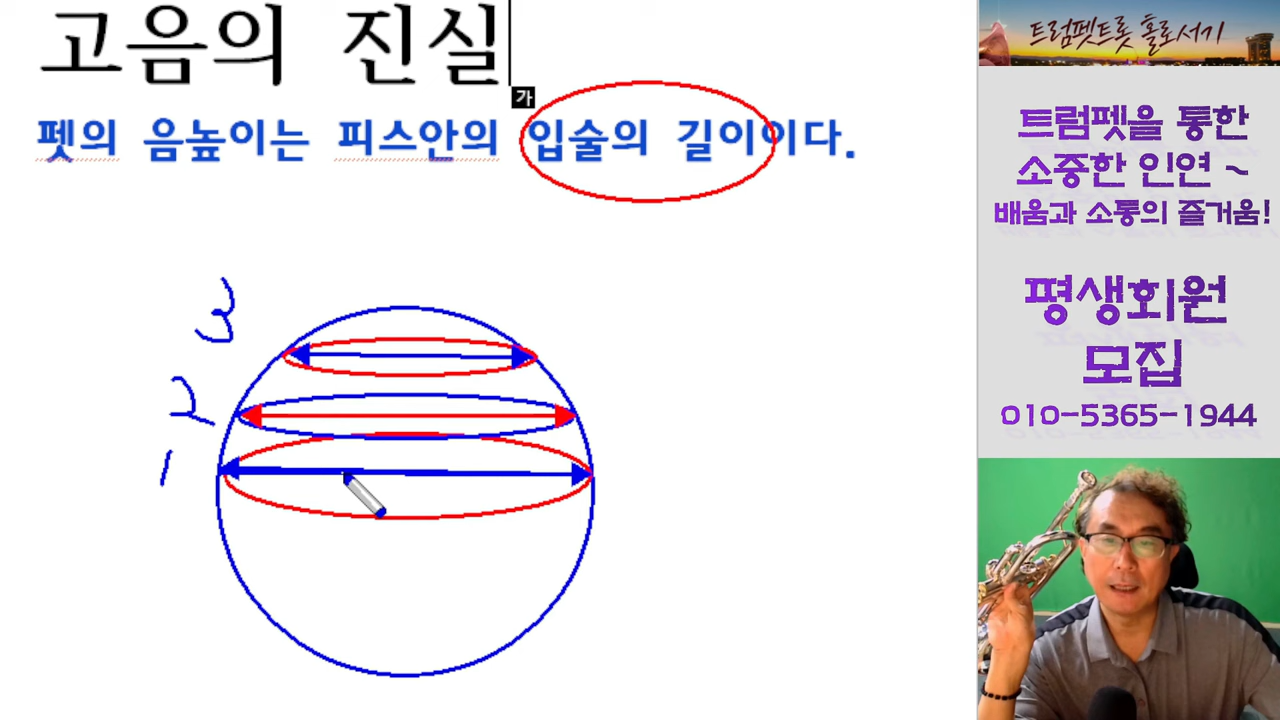 고음의 진실
가
펫의 음높이는 피스안의 입술의 길이이다.
3
2
1
트럼펫트롯 홀로서기
트럼펫을 통한
소중한 인연 ~
배움과 소통의 즐거움!
평생회원
모집
010-5365-1944